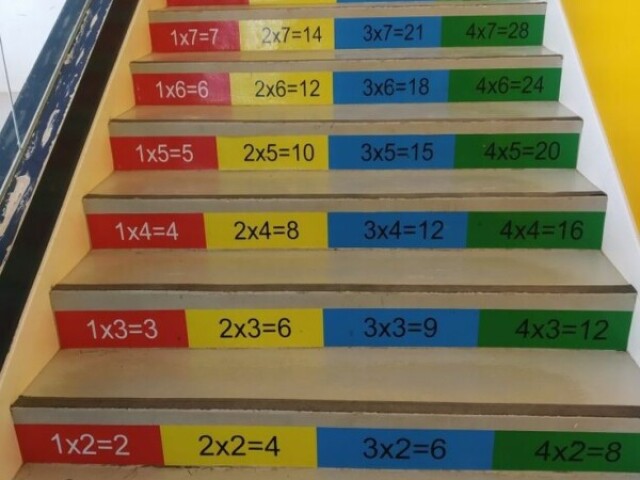 1x7=7 2x7=14 3x7=21 4x7=28
1x6=6 2x6=12 3x6=18 4x6=24
1x5=5 2x5=10 3x5=15 4x5=20
1x4=4 2x4=8 3x4=12 4x4=16
1x3=3 2x3=6 3x3=9 4x3=12
1x2=2 2x2=4 3x2=6 4x2=8